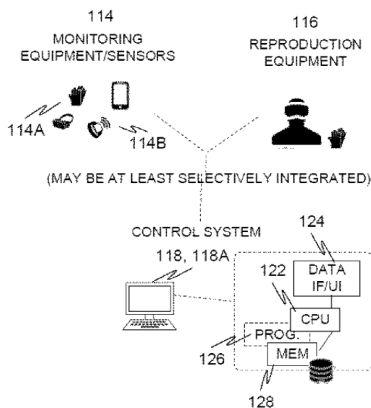 114
MONITORING
EQUIPMENT/SENSORS
116
REPRODUCTION
EQUIPMENT
114A
114B
(MAY BE AT LEAST SELECTIVELY INTEGRATED)
CONTROL SYSTEM
118, 118A
124
DATA
IF/UI
122
CPU
PROG.
126
MEM
128